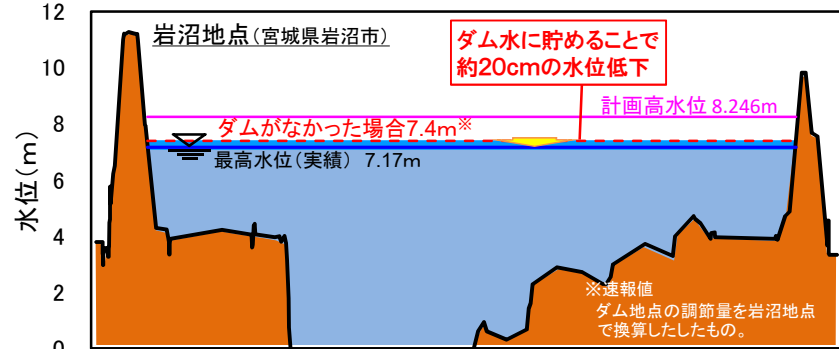 12
10
8
6
4
2
0
水位(m)
岩沼地点(宮城県岩沼市)
ダム水に貯めることで
約20cmの水位低下
計画高水位 8.246m
ダムがなかった場合7.4m※
最高水位(実績) 7.17m
※速報値
ダム地点の調節量を岩沼地点
で換算したしたもの。